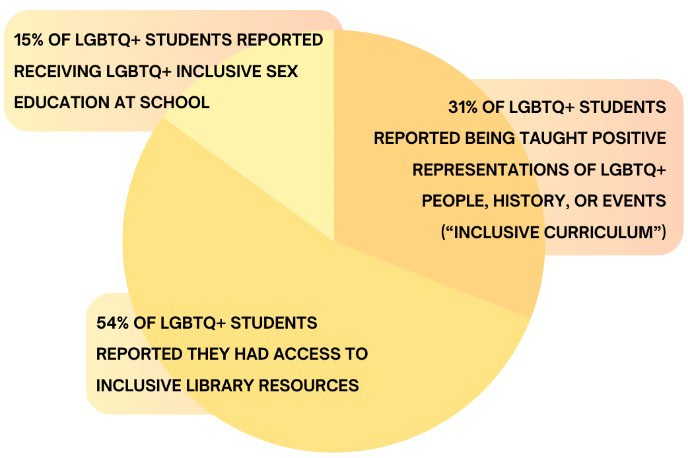 15% OF LGBTQ+ STUDENTS REPORTED
RECEIVING LGBTQ+ INCLUSIVE SEX
EDUCATION AT SCHOOL
31% OF LGBTQ+ STUDENTS
REPORTED BEING TAUGHT POSITIVE
REPRESENTATIONS OF LGBTQ+
PEOPLE, HISTORY, OR EVENTS
(“INCLUSIVE CURRICULUM”)
54% OF LGBTQ+ STUDENTS
REPORTED THEY HAD ACCESS TO
INCLUSIVE LIBRARY RESOURCES